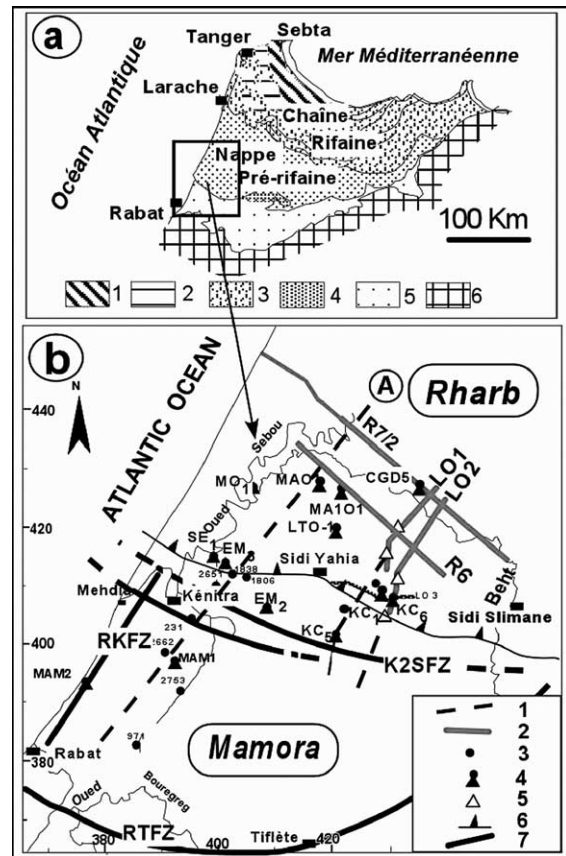 a
Sebta
Tanger
Mer Méditerranéenne
Océan Atlantique
Larache
Chaîne
Rifaine
Nappe
Pré-rifaine
Rabat
100 Km
1 2 3 4 5 6
b
N
ATLANTIC OCEAN
A
Rharb
440
420
400
380
Sebou
Oued
I R7/2
LO1
LO2
CGD5
MO1
MAO
MA1O1
LTO-1
R6
SE1
EM3
2651
1838
1806
Sidi Yahia
Beht
Mehdia
Kénitra
EM2
KC1
LO3
KC6
KC5
Sidi Slimane
231
RKFZ
2662
MAM1
K2SFZ
MAM2
2753
971
Rabat
Mamora
Oued
Bouregreg
RTFZ
Tiflète
380
400
420
1
2
3
4
5
6
7